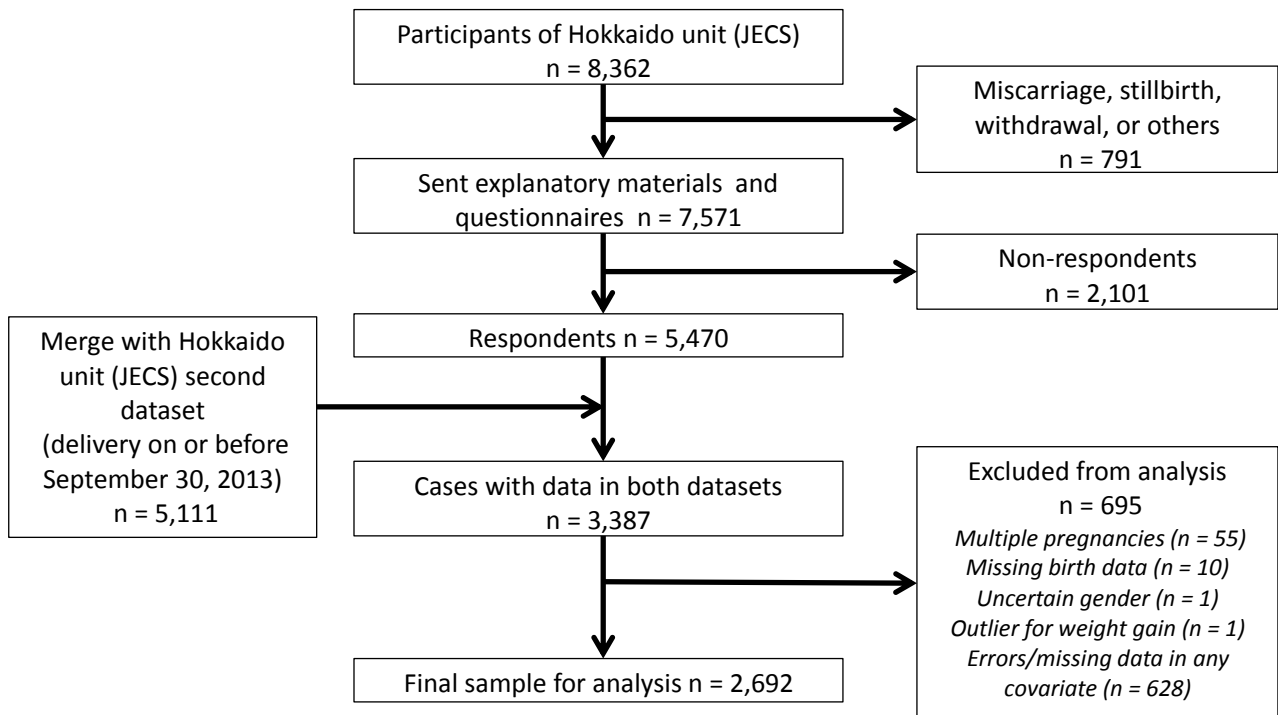 Participants of Hokkaido unit (JECS)
n = 8,362
Miscarriage, stillbirth,
withdrawal, or others
n = 791
Sent explanatory materials and
questionnaires n = 7,571
Non-respondents
n = 2,101
Respondents n = 5,470
Merge with Hokkaido
unit (JECS) second
dataset
(delivery on or before
September 30, 2013)
n = 5,111
Cases with data in both datasets
n = 3,387
Excluded from analysis
n = 695
Multiple pregnancies (n = 55)
Missing birth data (n = 10)
Uncertain gender (n = 1)
Outlier for weight gain (n = 1)
Errors/missing data in any
covariate (n = 628)
Final sample for analysis n = 2,692